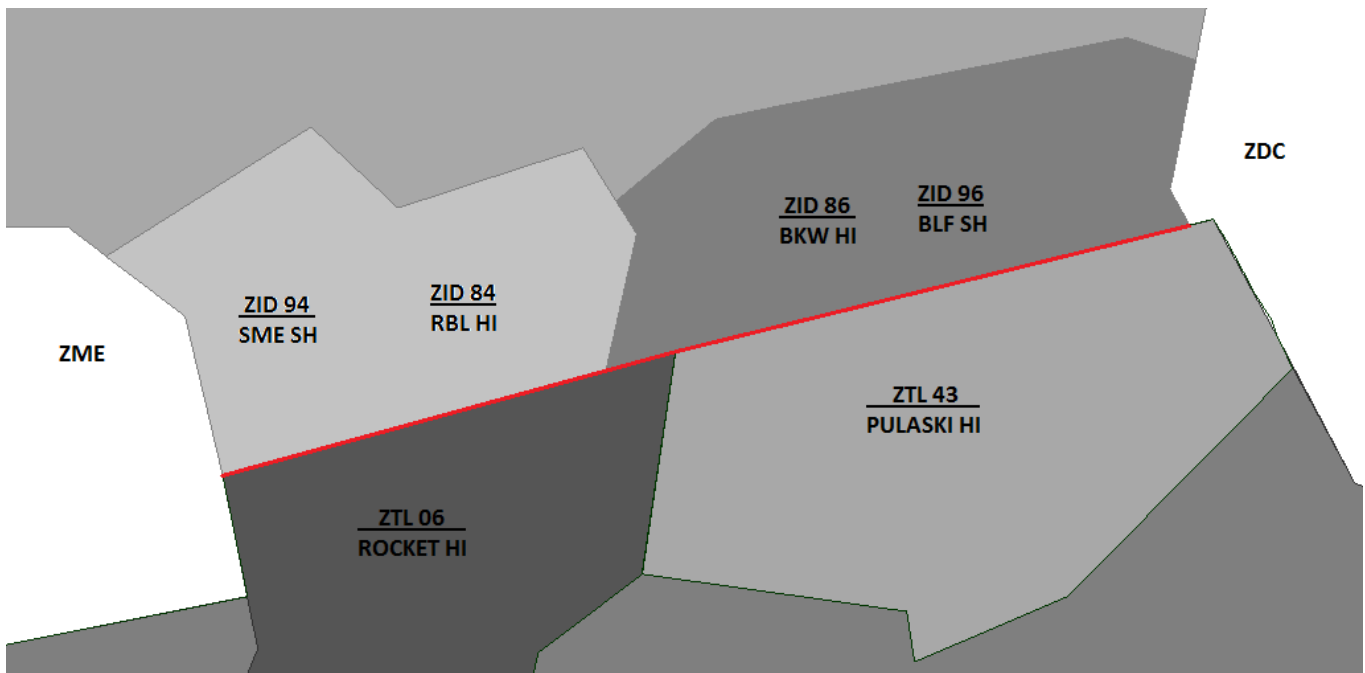 ZDC
ZID 86
BKW HI
ZID 96
BLF SH
ZID 94
SME SH
ZID 84
RBL HI
ZME
ZTL 43
PULASKI HI
ZTL 06
ROCKET HI